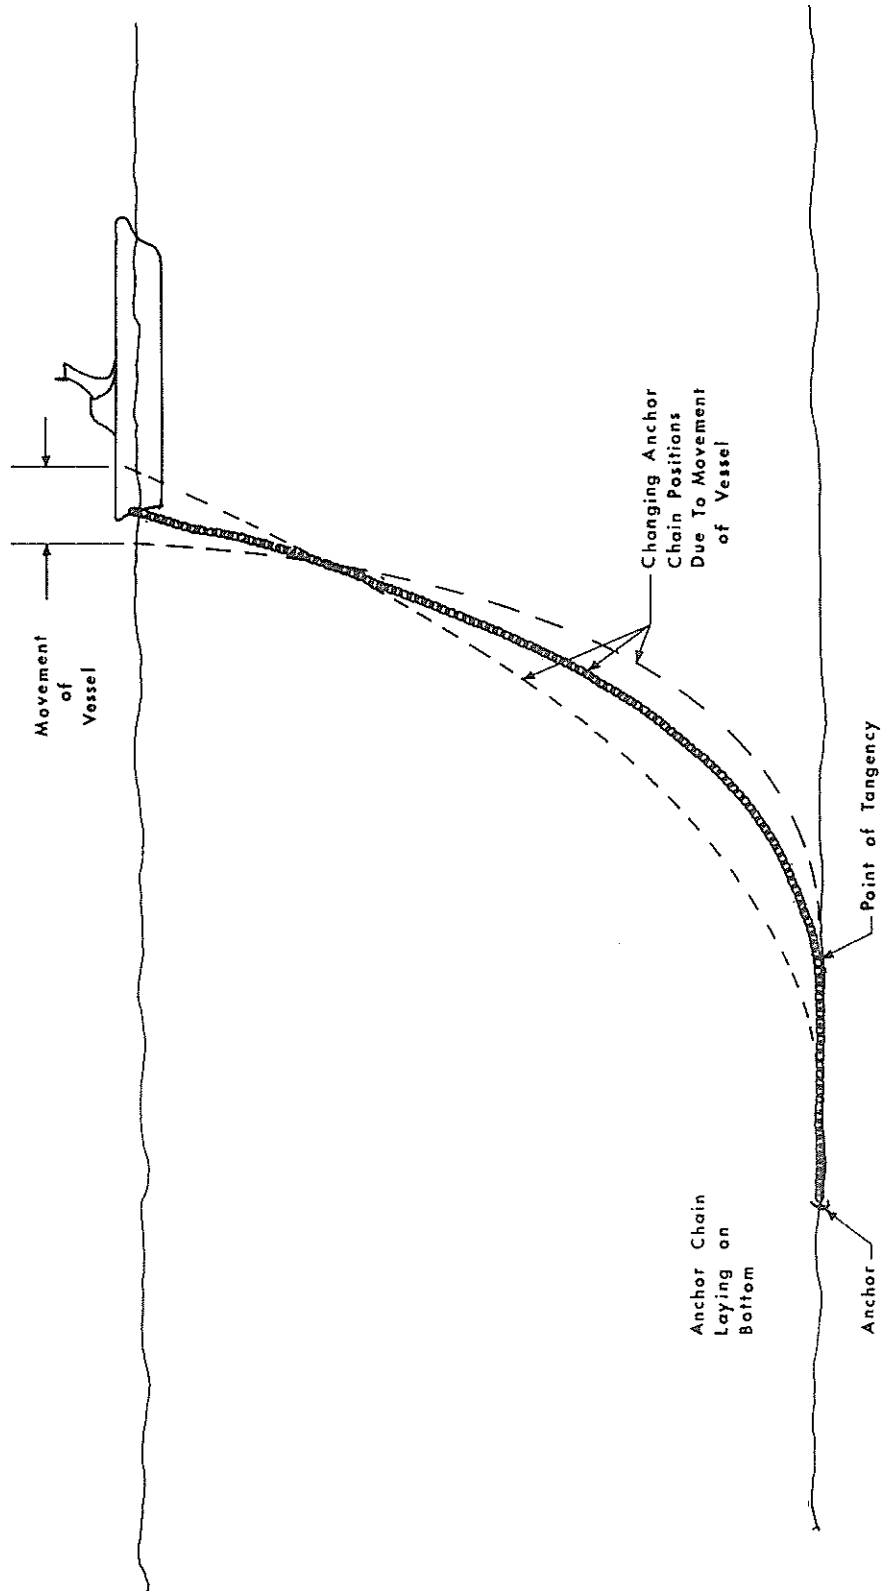 Movement
of
Vessel
Changing Anchor
Chain Positions
Due To Movement
of Vessel
Anchor Chain
Laying on
Bottom
Point of Tangency
Anchor